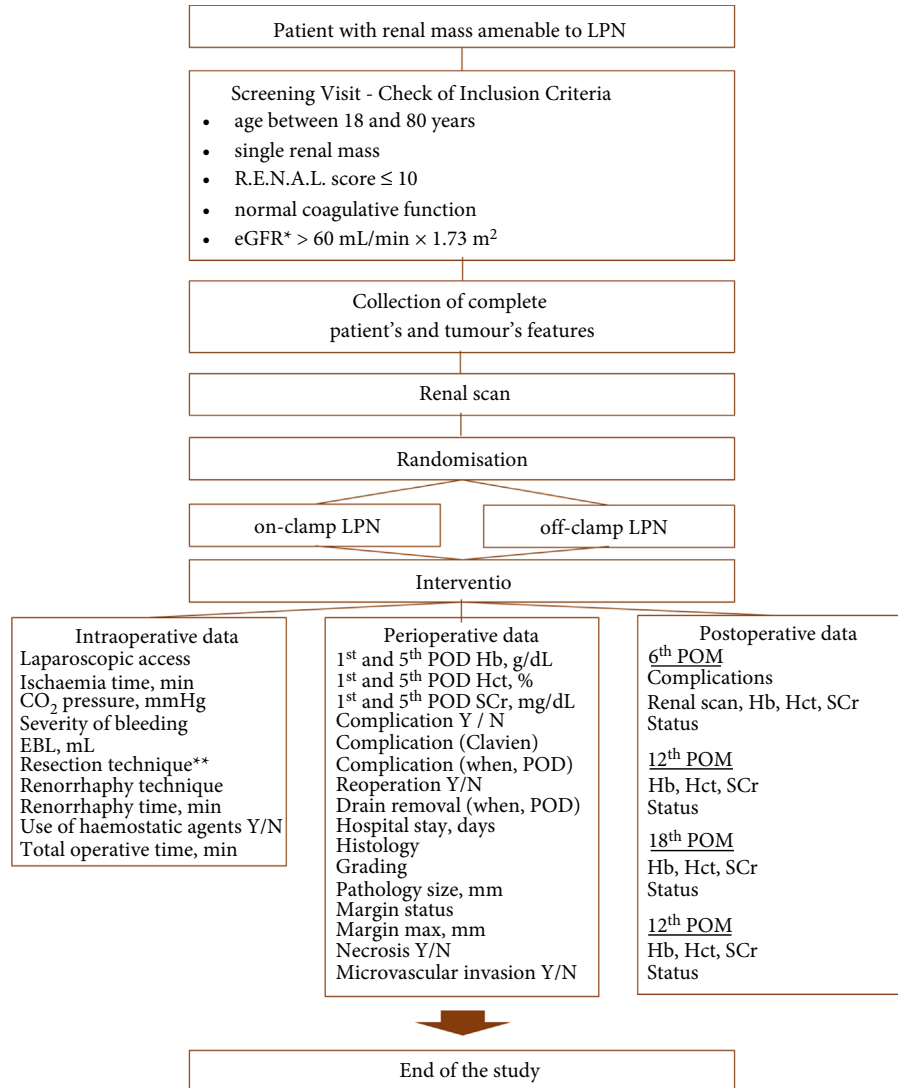 Patient with renal mass amenable to LPN
Screening Visit - Check of Inclusion Criteria
• age between 18 and 80 years
• single renal mass
• R.E.N.A.L. score ≤ 10
• normal coagulative function
• eGFR* > 60 mL/min × 1.73 m²
Collection of complete
patient's and tumour's features
Renal scan
Randomisation
on-clamp LPN
off-clamp LPN
Interventio
Intraoperative data
Laparoscopic access
Ischaemia time, min
CO₂ pressure, mmHg
Severity of bleeding
EBL, mL
Resection technique**
Renorrhaphy technique
Renorrhaphy time, min
Use of haemostatic agents Y/N
Total operative time, min
Perioperative data
1st and 5th POD Hb, g/dL
1st and 5th POD Hct, %
1st and 5th POD SCr, mg/dL
Complication Y / N
Complication (Clavien)
Complication (when, POD)
Reoperation Y/N
Drain removal (when, POD)
Hospital stay, days
Histology
Grading
Pathology size, mm
Margin status
Margin max, mm
Necrosis Y/N
Microvascular invasion Y/N
Postoperative data
6th POM
Complications
Renal scan, Hb, Hct, SCr
Status
12th POM
Hb, Hct, SCr
Status
18th POM
Hb, Hct, SCr
Status
12th POM
Hb, Hct, SCr
Status
End of the study